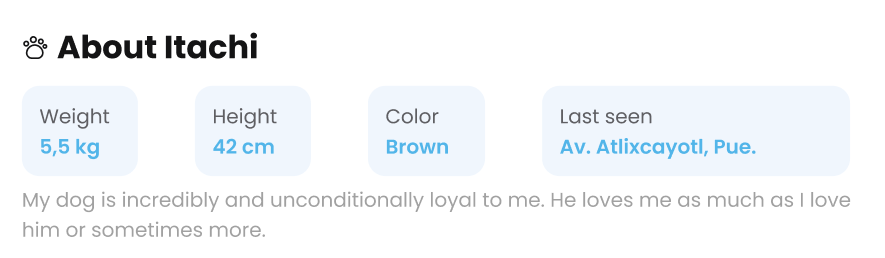 About Itachi
Weight
5,5 kg
Height
42 cm
Color
Brown
Last seen
Av. Atlixcayotl, Pue.
My dog is incredibly and unconditionally loyal to me. He loves me as much as I love
him or sometimes more.